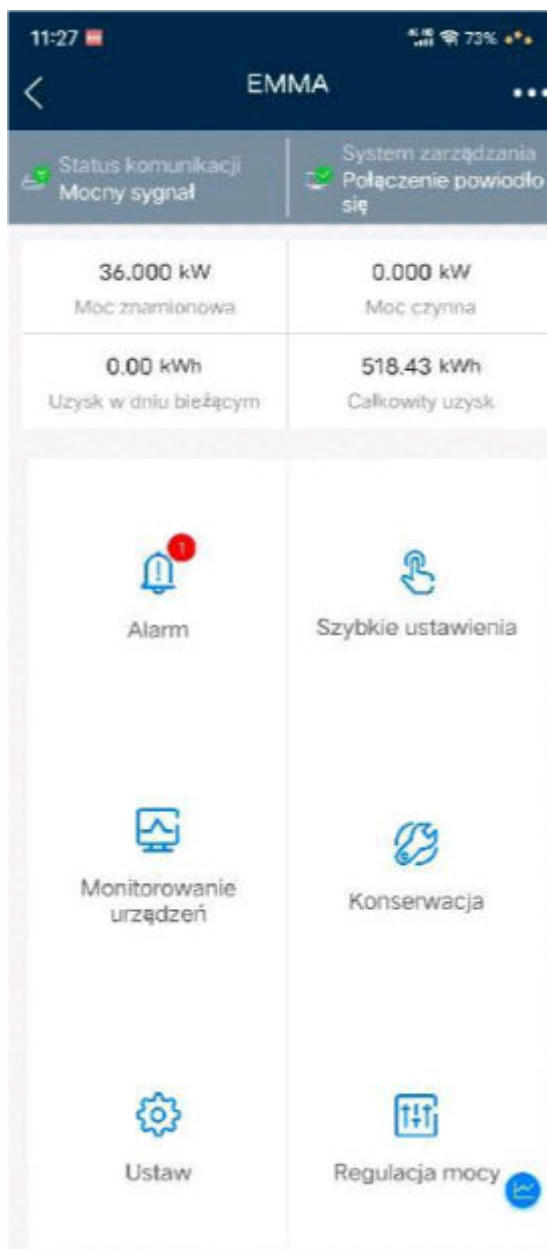 11:27
73%
EMMA
Status komunikacji
Mocny sygnał
System zarządzania
Połączenie powiodło
się
36.000 kW
Moc znamionowa
0.000 kW
Moc czynna
0.00 kWh
Uzysk w dniu bieżącym
518.43 kWh
Całkowity uzysk
1
Alarm
Szybkie ustawienia
Monitorowanie
urządzeń
Konserwacja
Ustaw
Regulacja mocy